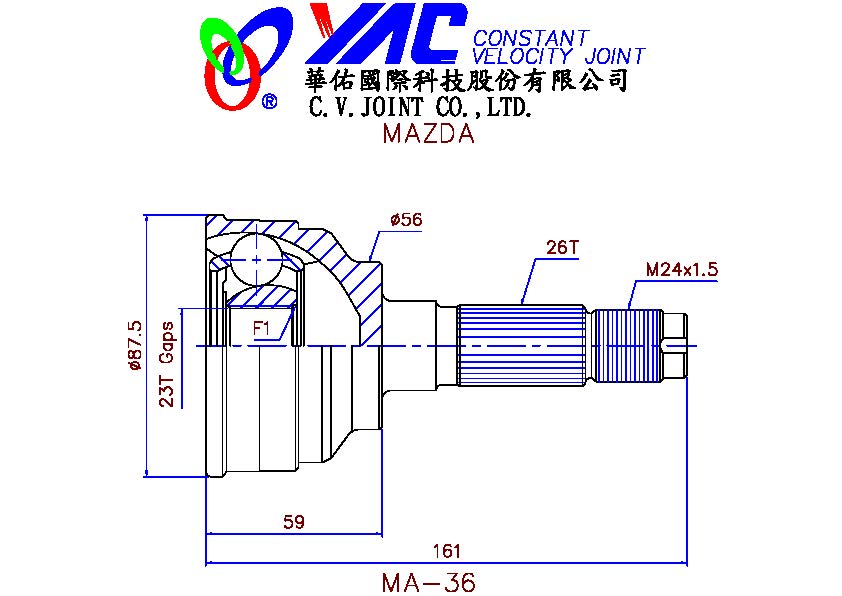 YAC CONSTANT
VELOCITY JOINT
®
華佑國際科技股份有限公司
C.V.JOINT CO.,LTD.
MAZDA
ø56
26T
M24x1.5
F1
ø87.5
23T Gaps
59
161
MA-36